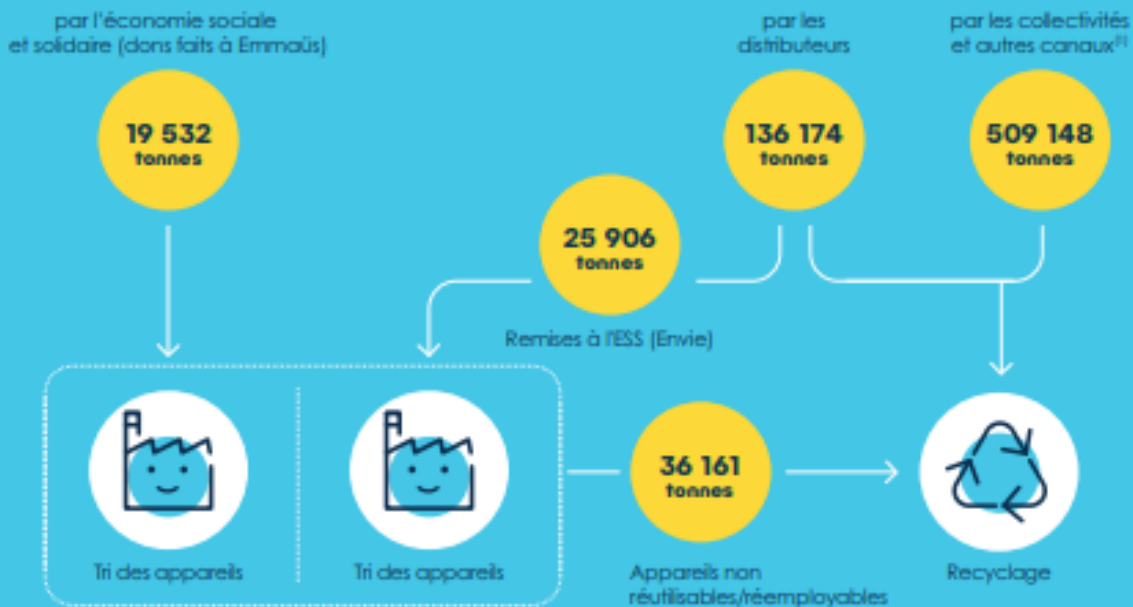 par l'économie sociale
et solidaire (dons faits à Emmaüs)
19 532
tonnes
par les
distributeurs
136 174
tonnes
par les collectivités
et autres canaux⁽¹⁾
509 148
tonnes
25 906
tonnes
Remises à l'ESS (Envie)
Tri des appareils
Tri des appareils
36 161
tonnes
Appareils non
réutilisables/réemployables
Recyclage